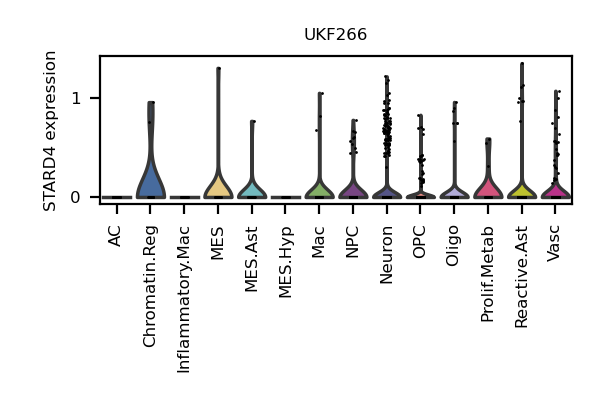 UKF266
STARD4 expression
1
0
AC
Chromatin.Reg
Inflammatory.Mac
MES
MES.Ast
MES.Hyp
Mac
NPC
Neuron
OPC
Oligo
Prolif.Metab
Reactive.Ast
Vasc